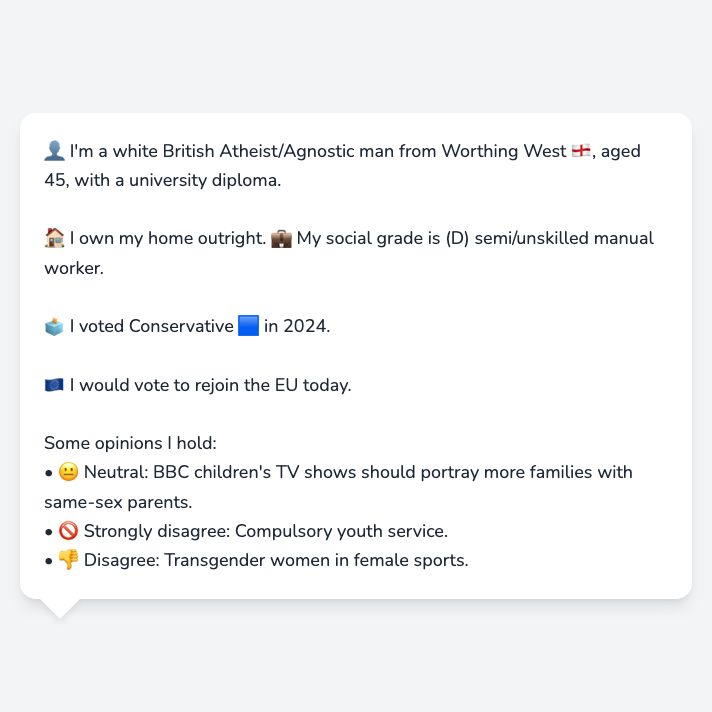 👤 I'm a white British Atheist/Agnostic man from Worthing West 🏴󠁧󠁢󠁥󠁮󠁧󠁿, aged
45, with a university diploma.
🏠 I own my home outright. 💼 My social grade is (D) semi/unskilled manual
worker.
🗳️ I voted Conservative 🟦 in 2024.
🇪🇺 I would vote to rejoin the EU today.
Some opinions I hold:
• 😐 Neutral: BBC children's TV shows should portray more families with
same-sex parents.
• 🚫 Strongly disagree: Compulsory youth service.
• 👎 Disagree: Transgender women in female sports.